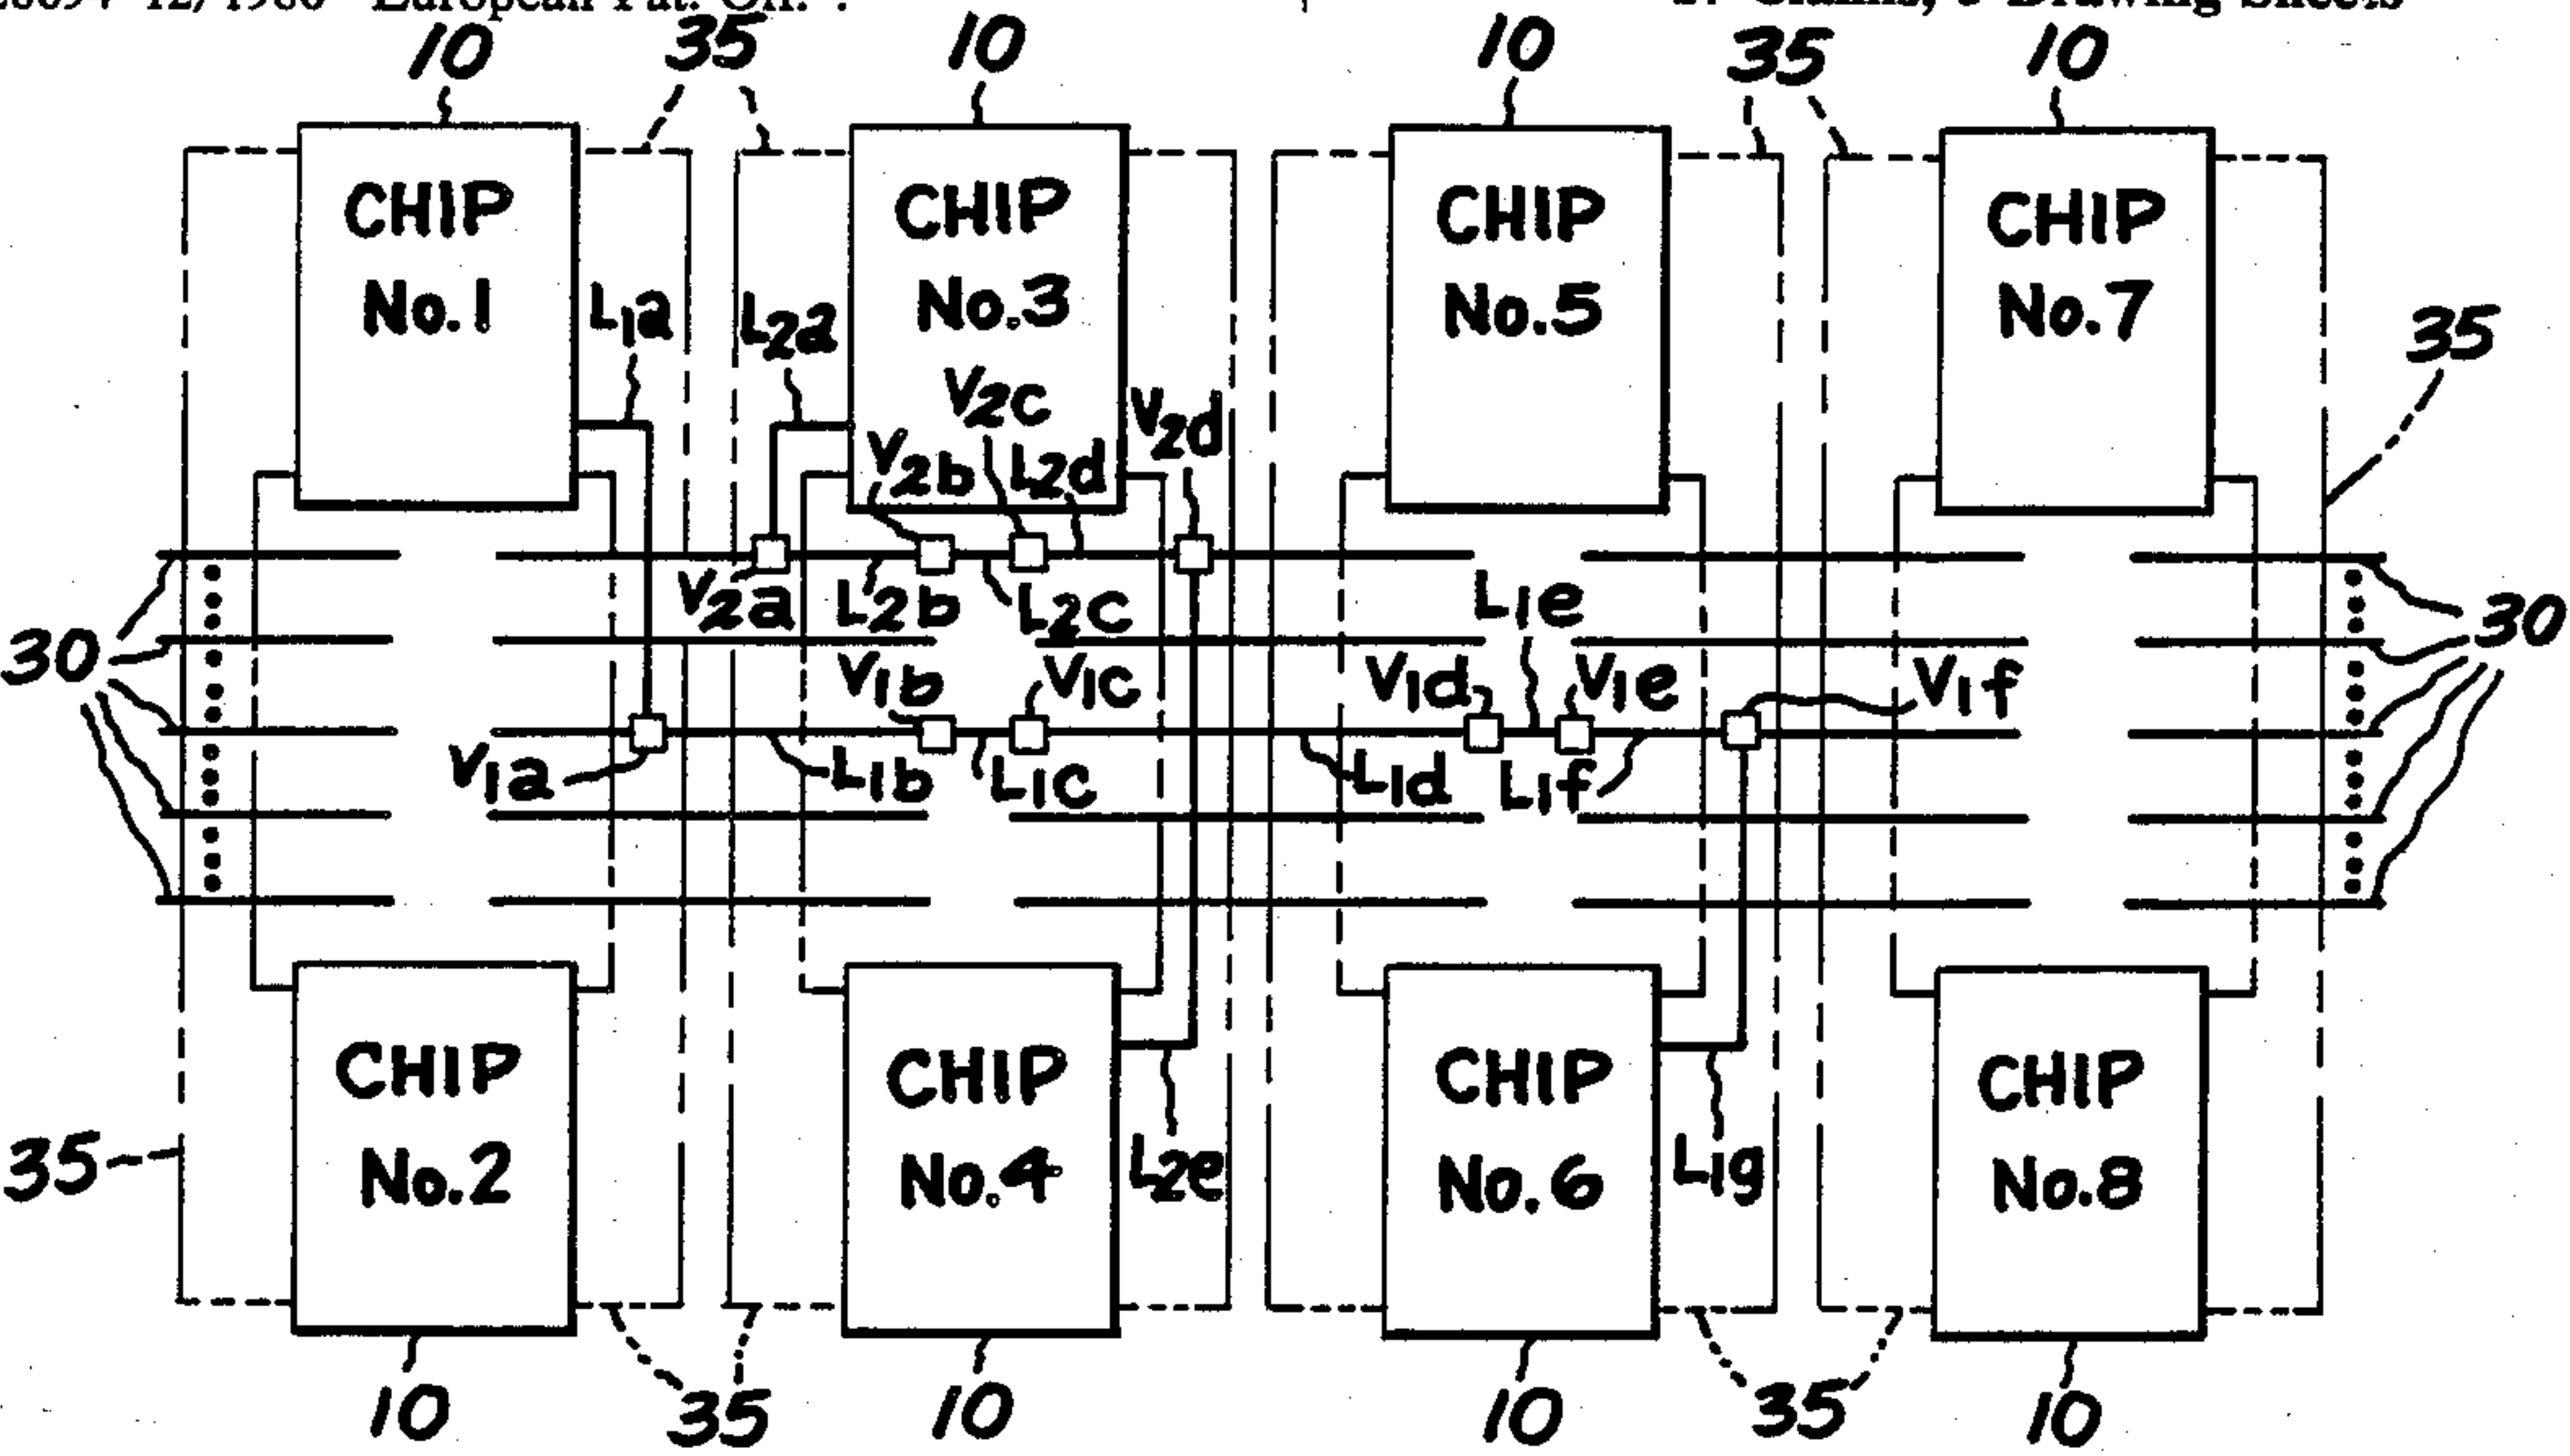 12/1986 European Pat. Off. .
Drawing Sheets
10 35 10 10 35 10
CHIP No.1
CHIP No.3
CHIP No.5
CHIP No.7
L1a L2a
35
V2c V2d
V2b L2d
V2a L2b L2c L1e
30 30
V1b V1c V1d V1e V1f
V1a L1b L1c L1d L1f
CHIP No.2
CHIP No.4
CHIP No.6
CHIP No.8
35 L2e L1g
10 35 10 10 35 10